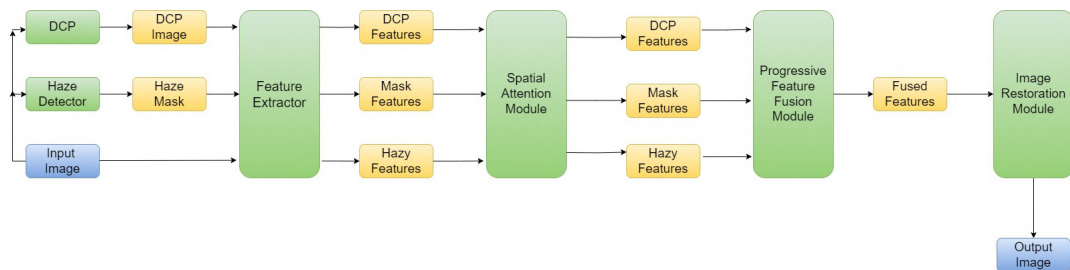 DCP
DCP
Image
DCP
Features
DCP
Features
Haze
Detector
Haze
Mask
Feature
Extractor
Mask
Features
Spatial
Attention
Module
Mask
Features
Progressive
Feature
Fusion
Module
Fused
Features
Image
Restoration
Module
Input
Image
Hazy
Features
Hazy
Features
Output
Image